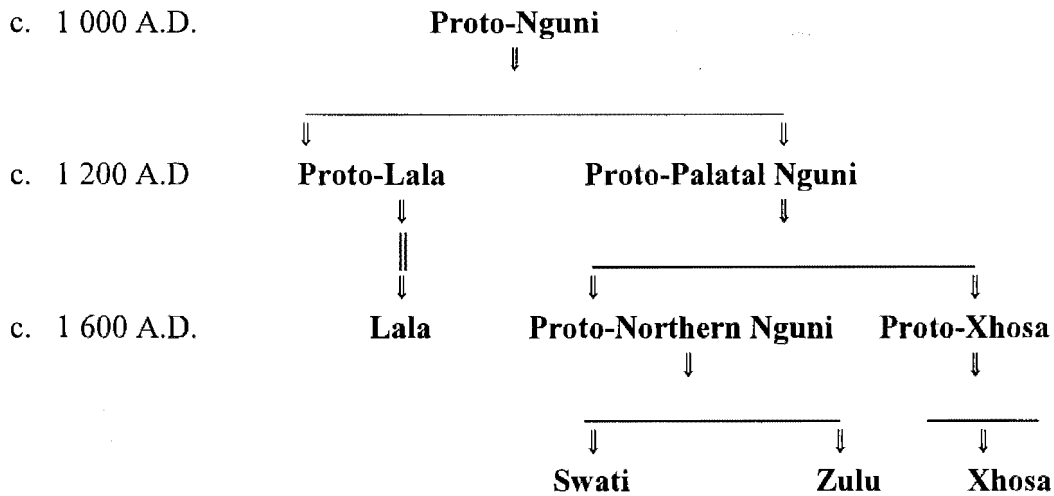 c. 1 000 A.D. Proto-Nguni
c. 1 200 A.D Proto-Lala Proto-Palatal Nguni
c. 1 600 A.D. Lala Proto-Northern Nguni Proto-Xhosa
Swati Zulu Xhosa